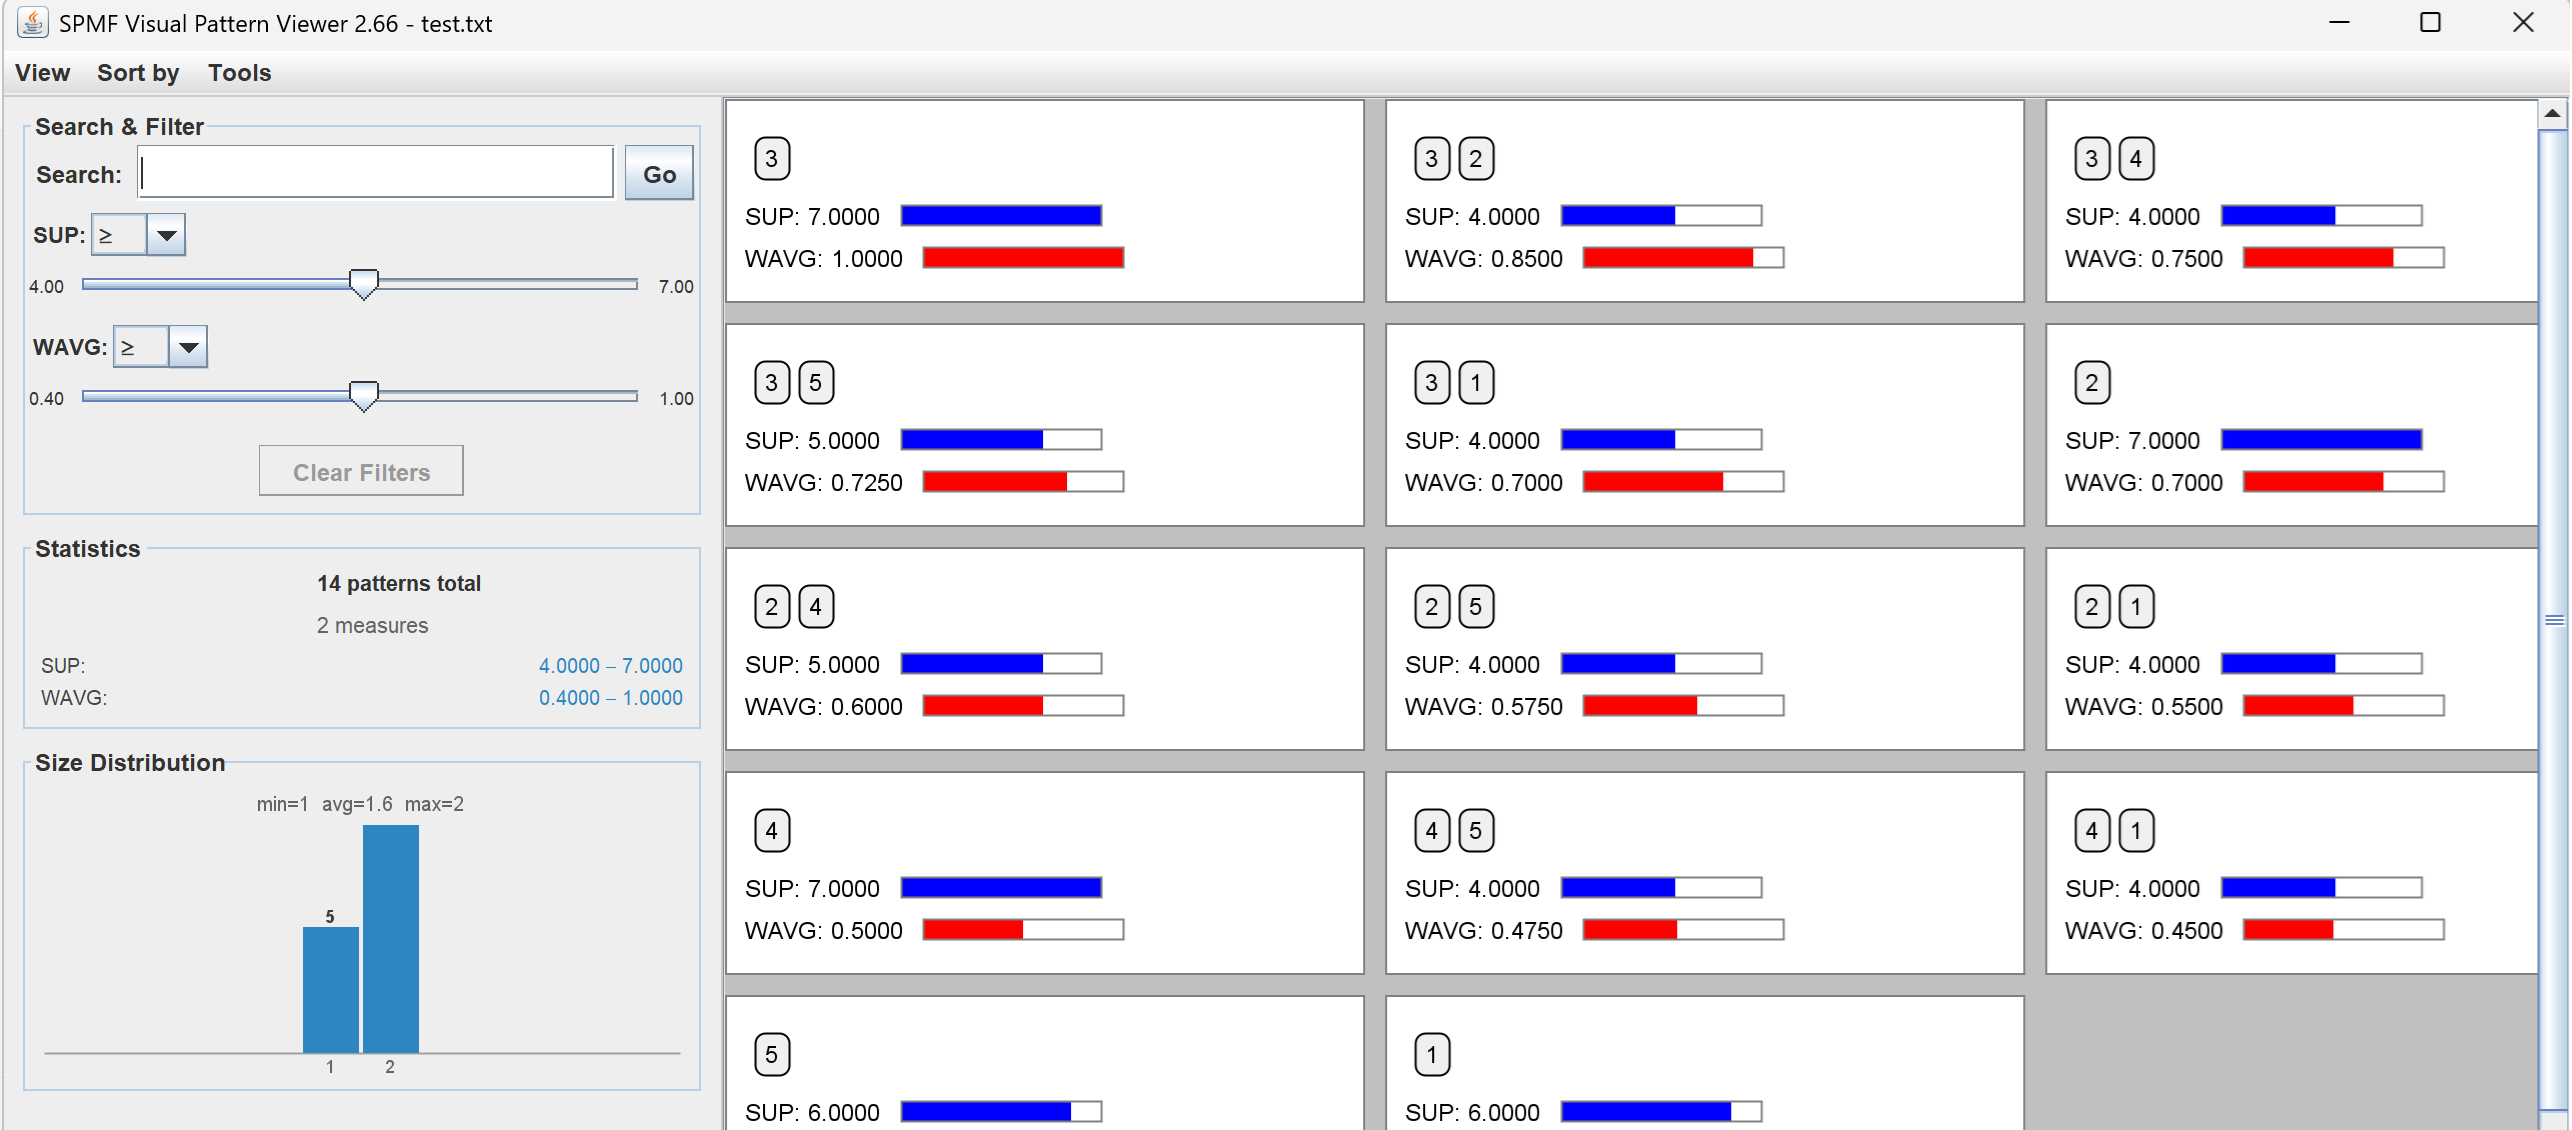 SPMF Visual Pattern Viewer 2.66 - test.txt
View Sort by Tools
Search & Filter
Search: Go
SUP: ≥
4.00 7.00
WAVG: ≥
0.40 1.00
Clear Filters
Statistics
14 patterns total
2 measures
SUP: 4.0000 – 7.0000
WAVG: 0.4000 – 1.0000
Size Distribution
min=1 avg=1.6 max=2
5
1 2
3
SUP: 7.0000
WAVG: 1.0000
3 2
SUP: 4.0000
WAVG: 0.8500
3 4
SUP: 4.0000
WAVG: 0.7500
3 5
SUP: 5.0000
WAVG: 0.7250
3 1
SUP: 4.0000
WAVG: 0.7000
2
SUP: 7.0000
WAVG: 0.7000
2 4
SUP: 5.0000
WAVG: 0.6000
2 5
SUP: 4.0000
WAVG: 0.5750
2 1
SUP: 4.0000
WAVG: 0.5500
4
SUP: 7.0000
WAVG: 0.5000
4 5
SUP: 4.0000
WAVG: 0.4750
4 1
SUP: 4.0000
WAVG: 0.4500
5
SUP: 6.0000
1
SUP: 6.0000